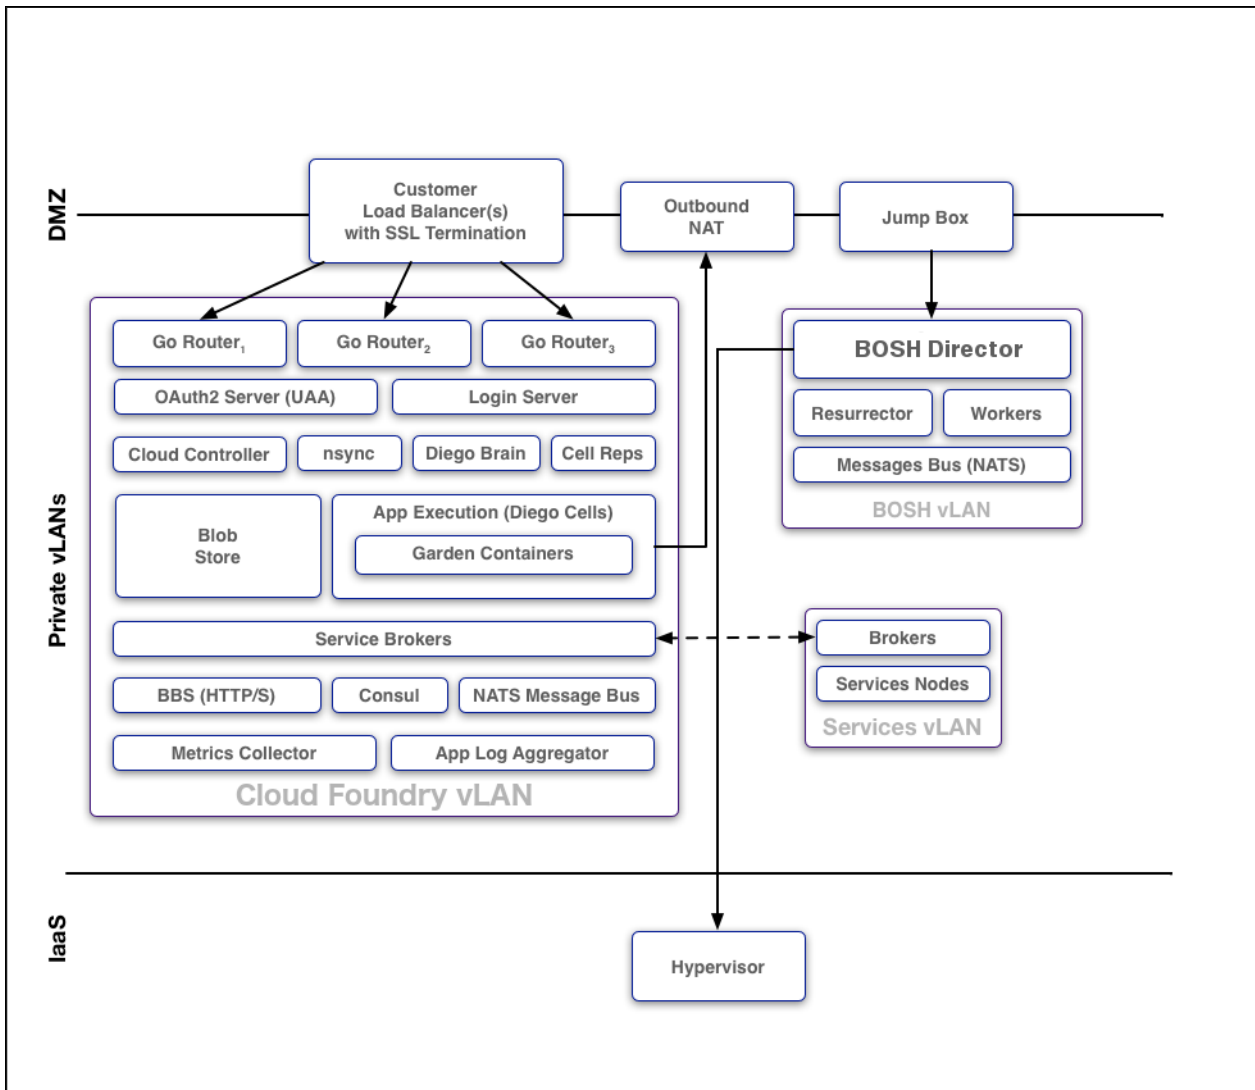 DMZ
Customer
Load Balancer(s)
with SSL Termination
Outbound
NAT
Jump Box
Private vLANs
Go Router1
Go Router2
Go Router3
OAuth2 Server (UAA)
Login Server
Cloud Controller
nsync
Diego Brain
Cell Reps
Blob
Store
App Execution (Diego Cells)
Garden Containers
Service Brokers
BBS (HTTP/S)
Consul
NATS Message Bus
Metrics Collector
App Log Aggregator
Cloud Foundry vLAN
BOSH Director
Resurrector
Workers
Messages Bus (NATS)
BOSH vLAN
Brokers
Services Nodes
Services vLAN
IaaS
Hypervisor